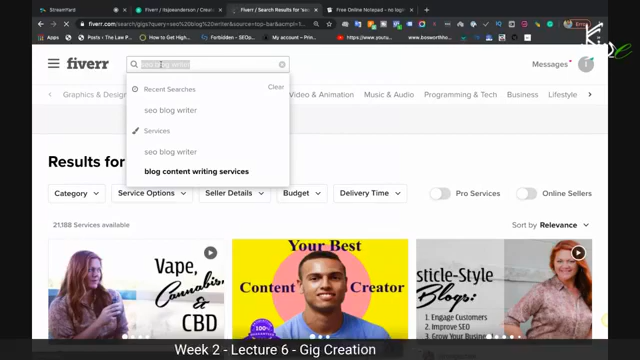 StreamYard
Fiverr / itsjwanderson / Creat
Fiverr / Search Results for 'seo
Free Online Notepad - no log
fiverr.com/search/gigs?query=seo%20blog%20writer&source=top-bar&acmpl=1
Apps
Posts ‹ The Law P...
How to Get High...
Forbidden - SEOp...
My account - Prin...
https://www.youtu...
www.bosworthho...
fiverr
seo blog writer
Messages
Recent Searches
Clear
seo blog writer
Services
seo blog writer
blog content writing services
Graphics & Design
Video & Animation
Music & Audio
Programming & Tech
Business
Lifestyle
Results for
Category
Service Options
Seller Details
Budget
Delivery Time
Pro Services
Online Sellers
21,188 Services available
Sort by Relevance
Vape,
Cannabis,
&
CBD
Your Best
Content
Creator
100%
sticle-Style
Blogs:
1. Engage Customers
2. Improve SEO
3. Grow Your Busine
Week 2 - Lecture 6 - Gig Creation